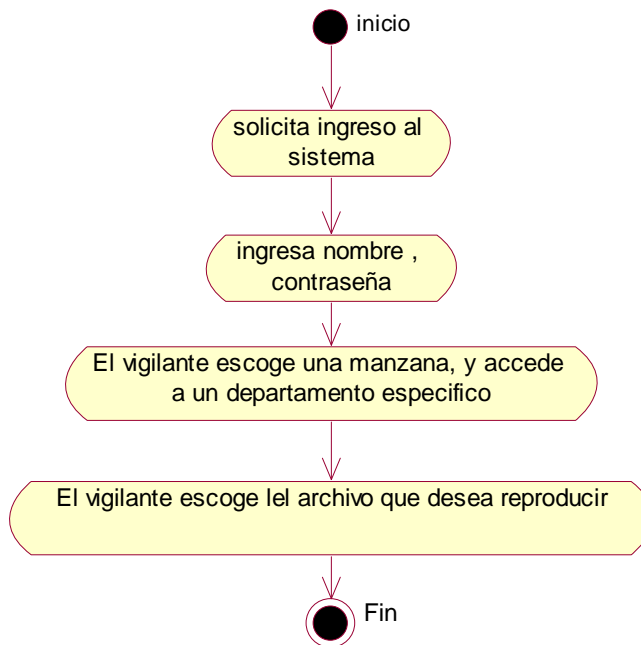 inicio
solicita ingreso al
sistema
ingresa nombre ,
contraseña
El vigilante escoge una manzana, y accede
a un departamento especifico
El vigilante escoge lel archivo que desea reproducir
Fin